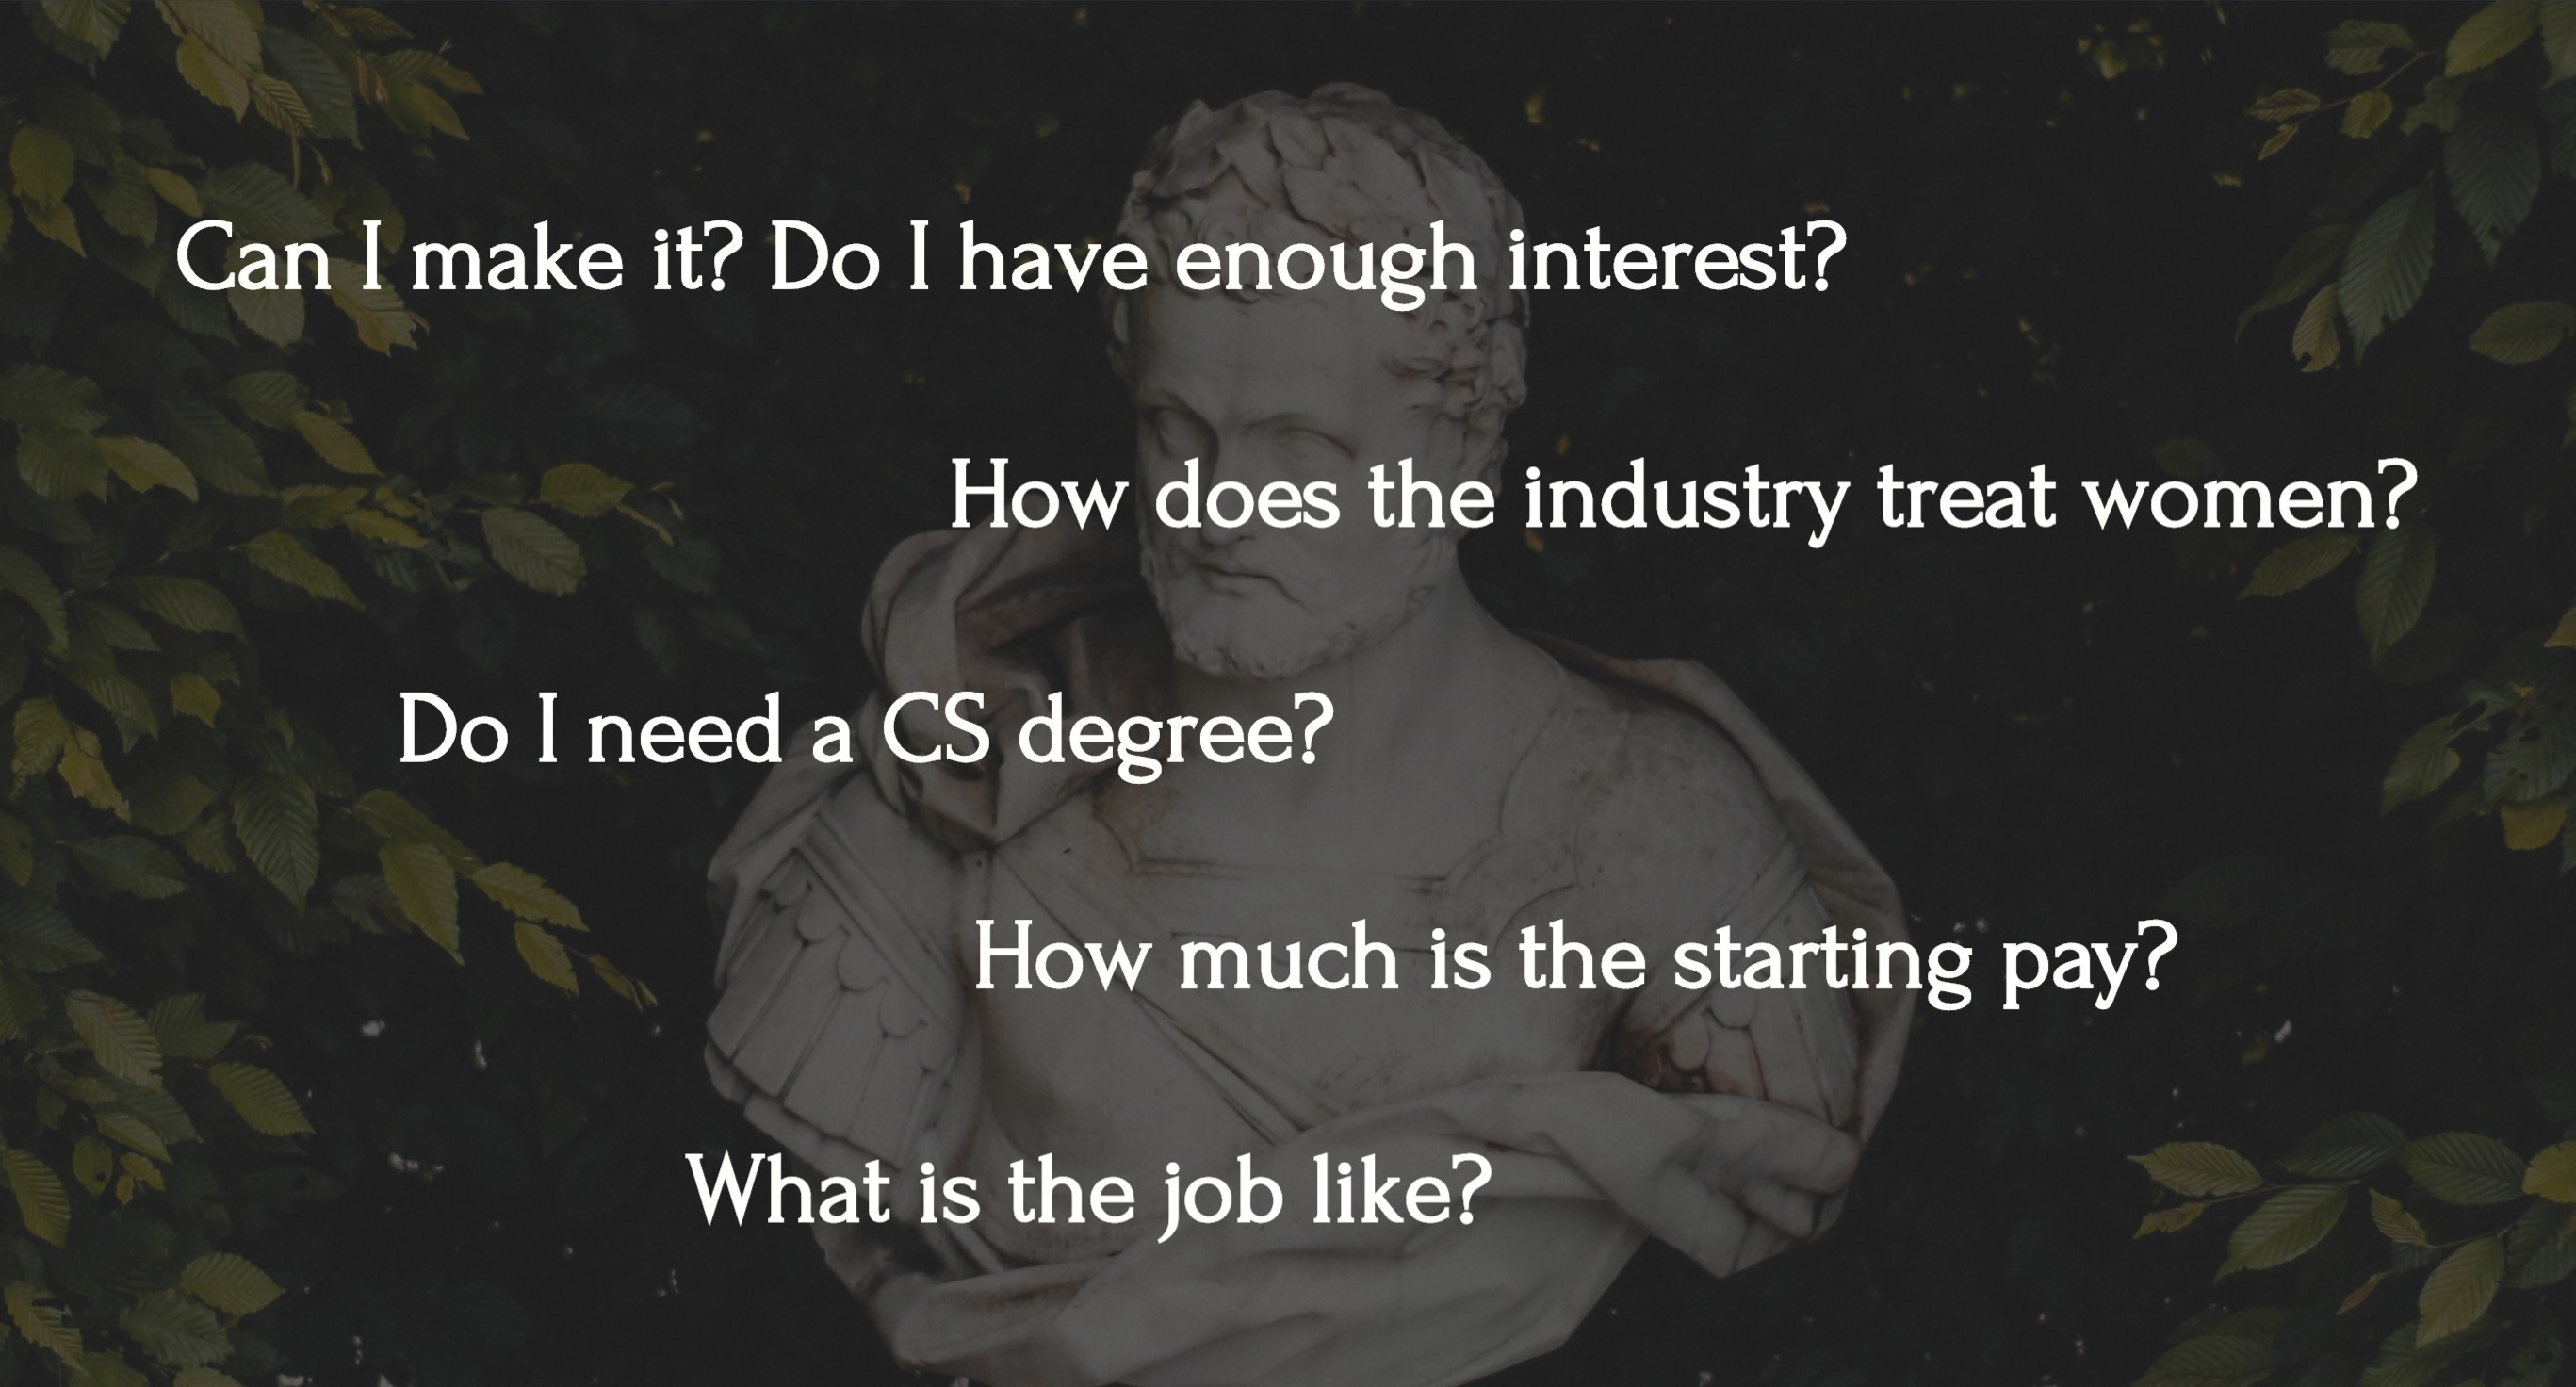 Can I make it? Do I have enough interest?
How does the industry treat women?
Do I need a CS degree?
How much is the starting pay?
What is the job like?